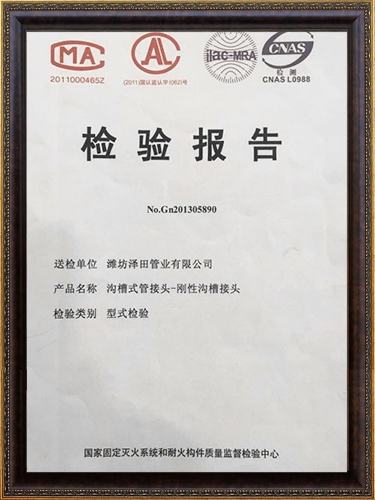 MA
2011000465Z
AL
(2011)国认监认字(062)号
ilac-MRA
CNAS
检测
CNAS L0988
检验报告
No.Gn201305890
送检单位 潍坊泽田管业有限公司
产品名称 沟槽式管接头-刚性沟槽接头
检验类别 型式检验
国家固定灭火系统和耐火构件质量监督检验中心